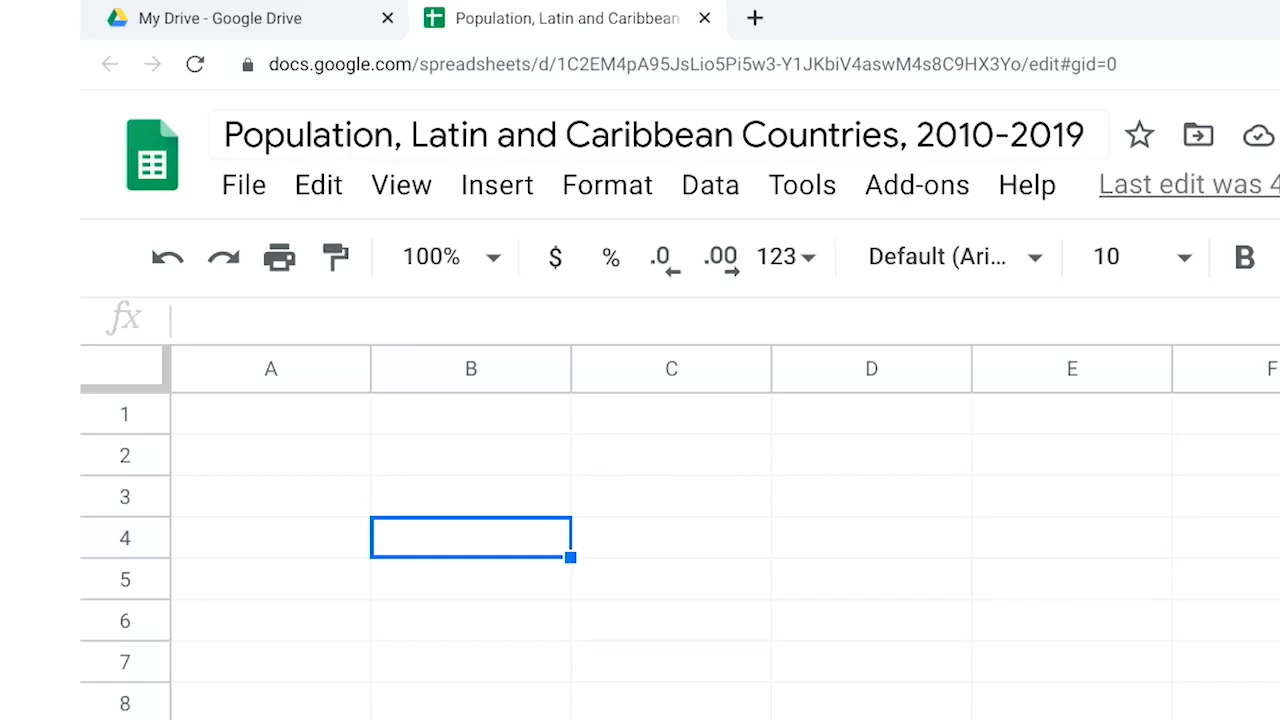 My Drive - Google Drive
Population, Latin and Caribbean
docs.google.com/spreadsheets/d/1C2EM4pA95JsLio5Pi5w3-Y1JKbiV4aswM4s8C9HX3Yo/edit#gid=0
Population, Latin and Caribbean Countries, 2010-2019
File Edit View Insert Format Data Tools Add-ons Help Last edit was 4
100% $ % .0 .00 123 Default (Ari... 10 B
fx
A B C D E F
1
2
3
4
5
6
7
8